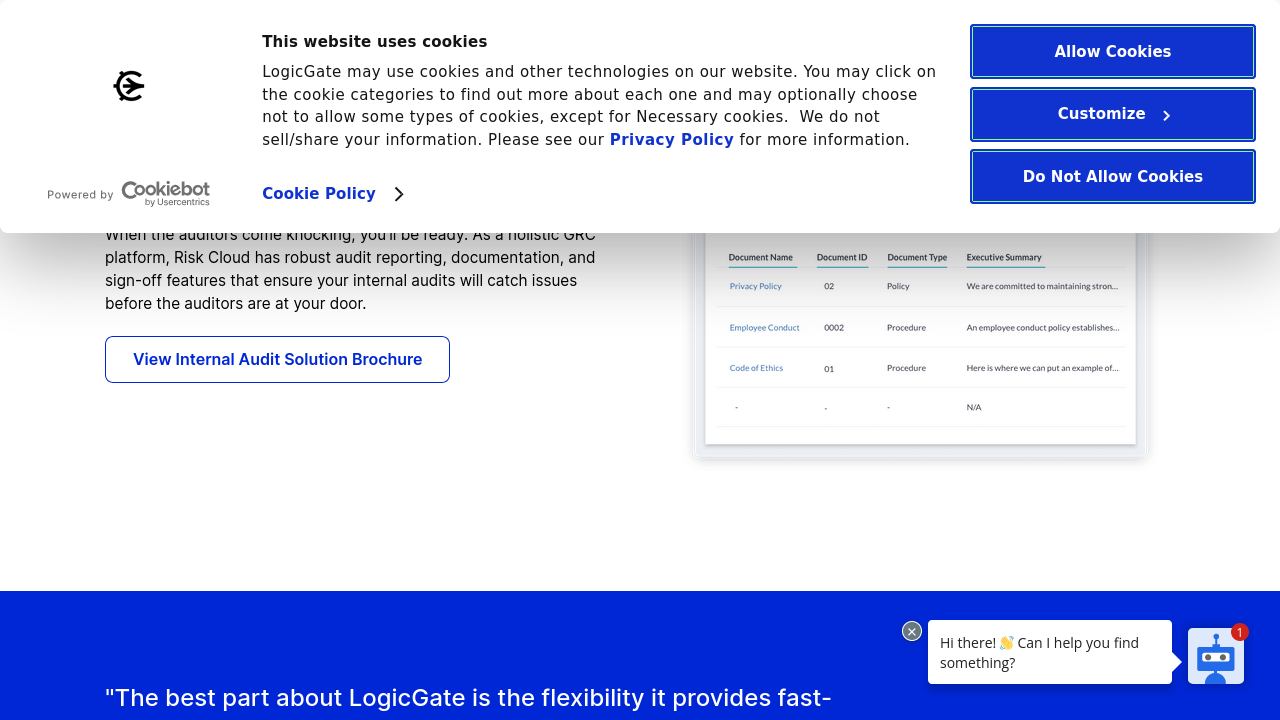 This website uses cookies
LogicGate may use cookies and other technologies on our website. You may click on
the cookie categories to find out more about each one and may optionally choose
not to allow some types of cookies, except for Necessary cookies.  We do not
sell/share your information. Please see our Privacy Policy for more information.
Cookie Policy
Powered by Cookiebot
by Usercentrics
Allow Cookies
Customize
Do Not Allow Cookies
When the auditors come knocking, you'll be ready. As a holistic GRC
platform, Risk Cloud has robust audit reporting, documentation, and
sign-off features that ensure your internal audits will catch issues
before the auditors are at your door.
View Internal Audit Solution Brochure
Document Name Document ID Document Type Executive Summary
Privacy Policy 02 Policy We are committed to maintaining stron...
Employee Conduct 0002 Procedure An employee conduct policy establishes...
Code of Ethics 01 Procedure Here is where we can put an example of...
- - - N/A
Hi there! 👋 Can I help you find
something?
1
"The best part about LogicGate is the flexibility it provides fast-